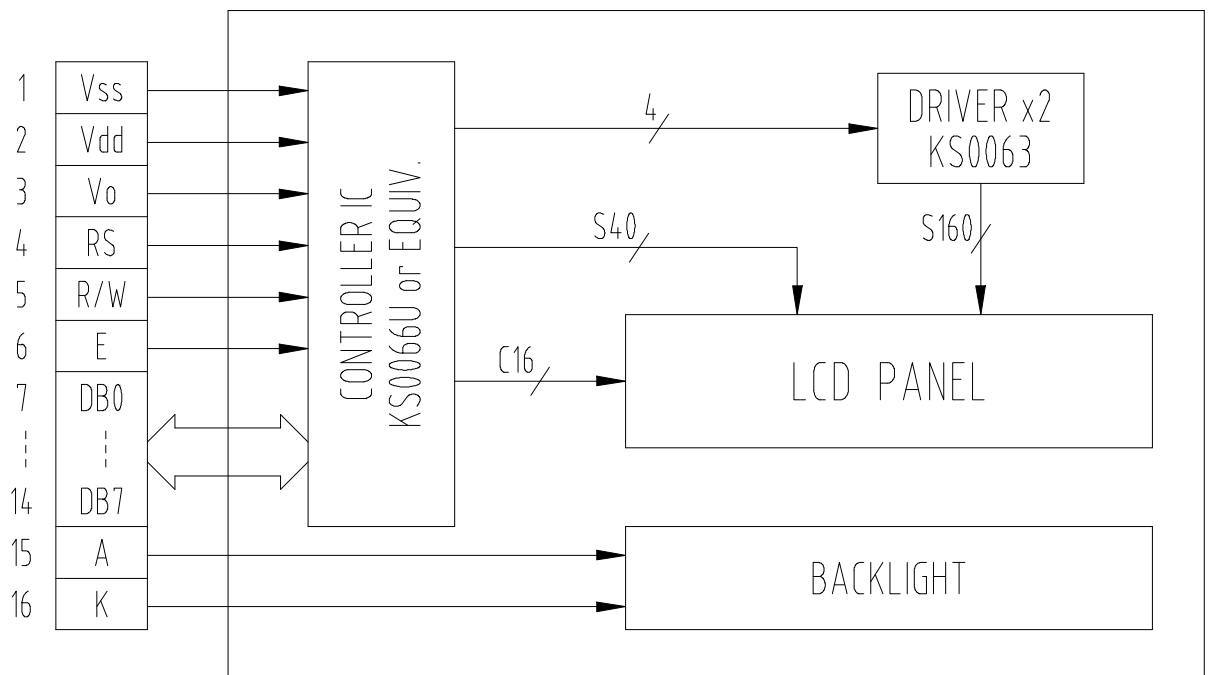 1 Vss
2 Vdd
3 Vo
4 RS
5 R/W
6 E
7 DB0
14 DB7
15 A
16 K
CONTROLLER IC
KS0066U or EQUIV.
4
DRIVER x2
KS0063
S40
S160
C16
LCD PANEL
BACKLIGHT